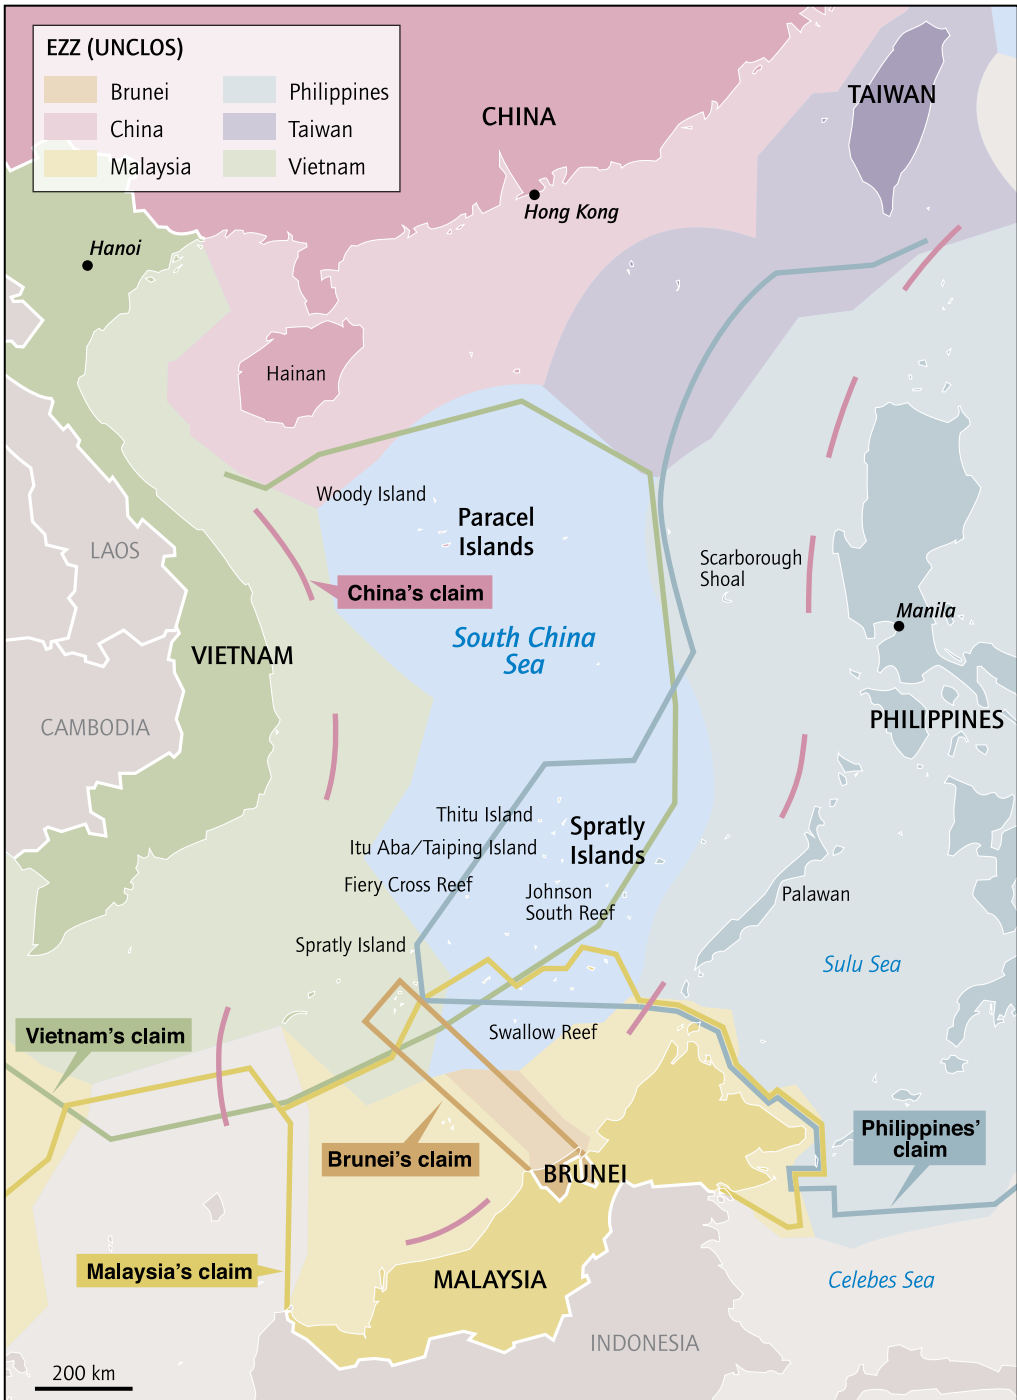 EZZ (UNCLOS)
Brunei
Philippines
China
Taiwan
Malaysia
Vietnam
CHINA
TAIWAN
Hong Kong
Hanoi
Hainan
Woody Island
Paracel
Islands
LAOS
Scarborough
Shoal
China's claim
Manila
South China
Sea
VIETNAM
CAMBODIA
PHILIPPINES
Thitu Island
Spratly
Islands
Itu Aba/Taiping Island
Fiery Cross Reef
Johnson
South Reef
Palawan
Spratly Island
Sulu Sea
Vietnam's claim
Swallow Reef
Philippines'
claim
Brunei's claim
BRUNEI
Malaysia's claim
MALAYSIA
Celebes Sea
INDONESIA
200 km